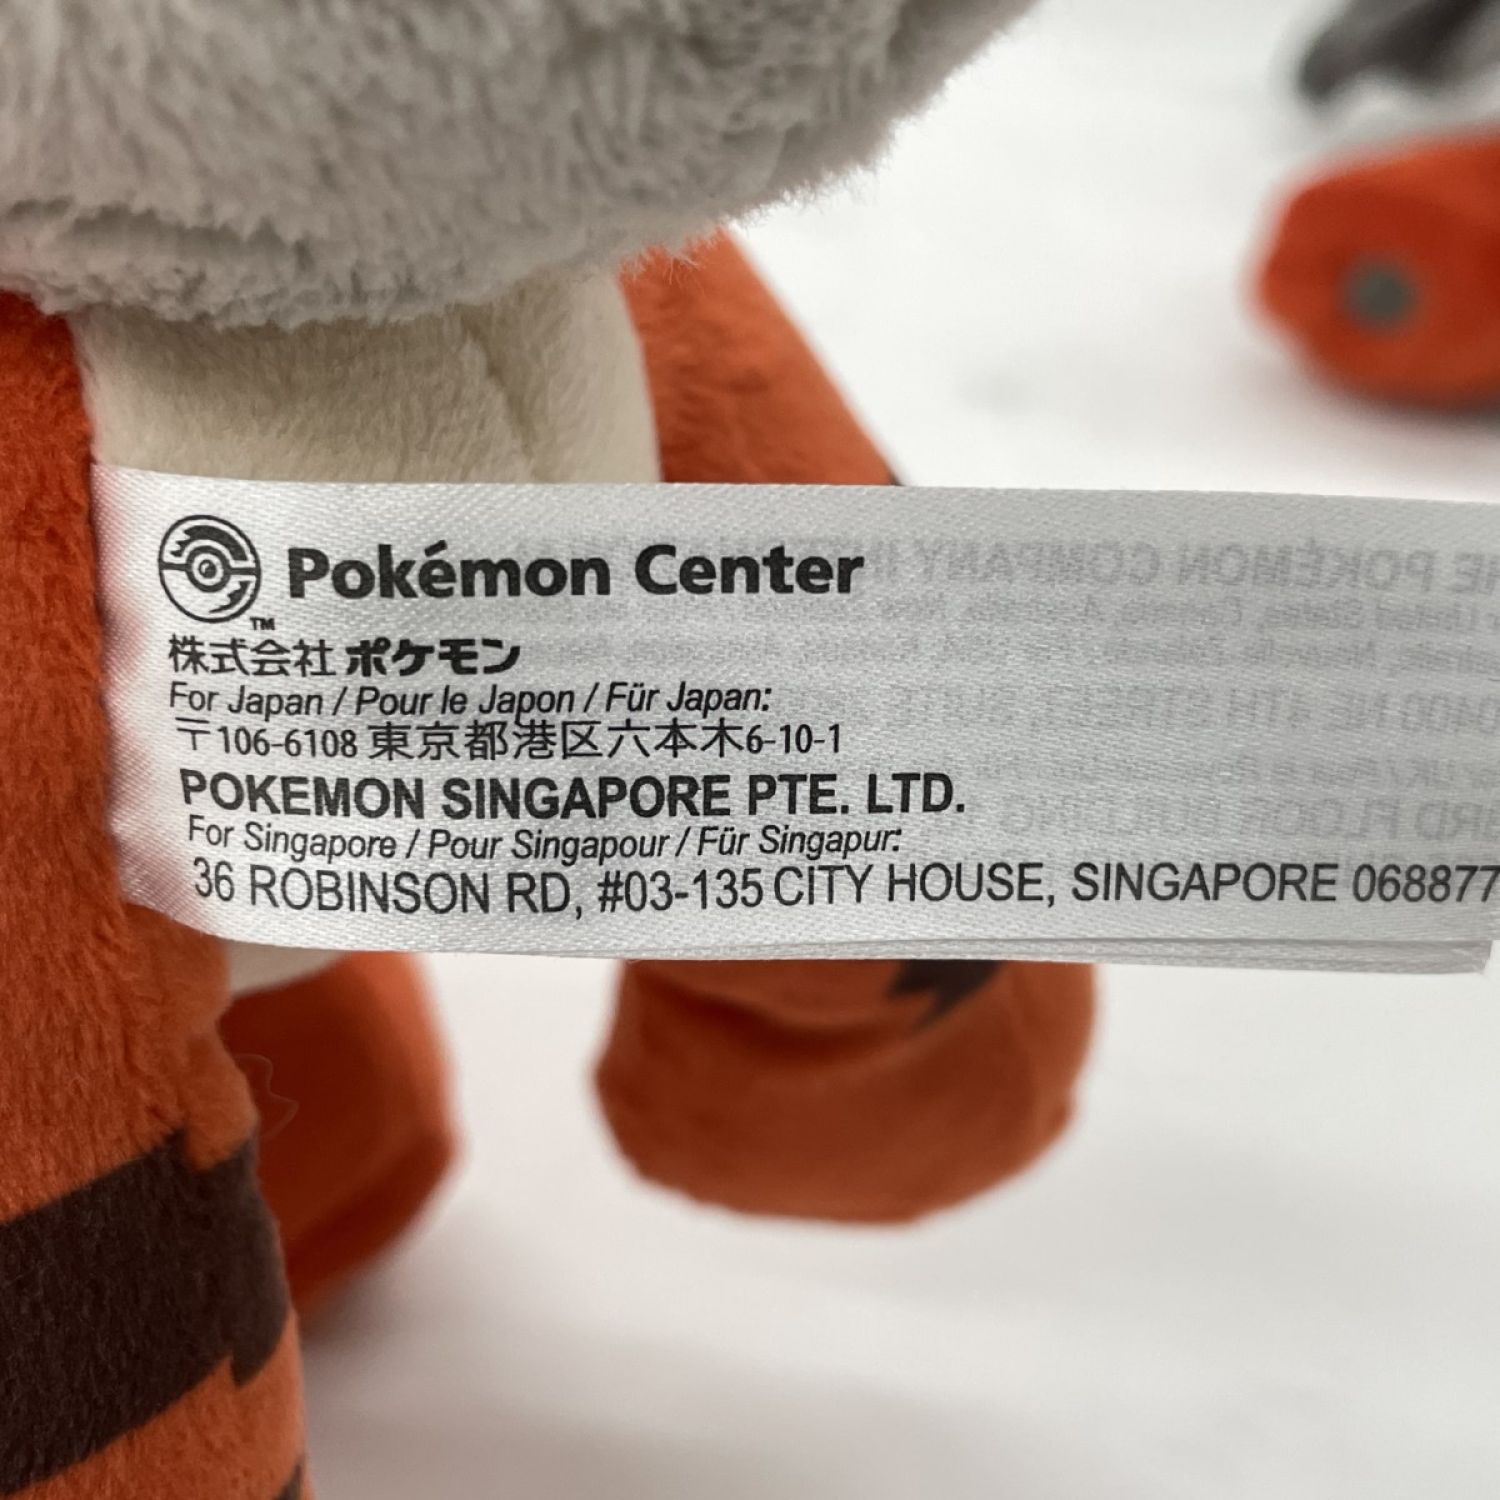 Pokémon Center
TM
株式会社ポケモン
For Japan / Pour le Japon / Für Japan:
〒106-6108 東京都港区六本木6-10-1
POKEMON SINGAPORE PTE. LTD.
For Singapore / Pour Singapour / Für Singapur:
36 ROBINSON RD, #03-135 CITY HOUSE, SINGAPORE 068877